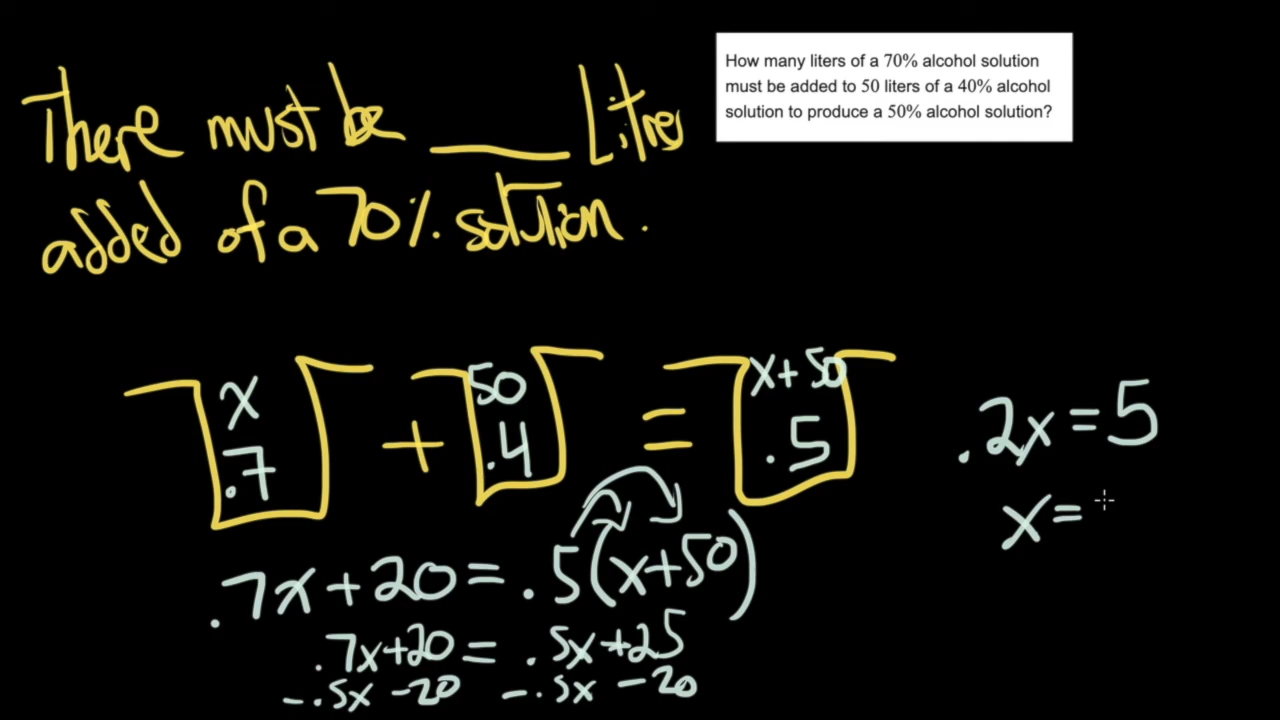 How many liters of a 70% alcohol solution
must be added to 50 liters of a 40% alcohol
solution to produce a 50% alcohol solution?
There must be ___ Litres
added of a 70% solution.
x + 50 = x+50
.7 .4 .5
.7x+20 = .5(x+50)
.7x+20 = .5x+25
-.5x -20 -.5x -20
.2x = 5
x =